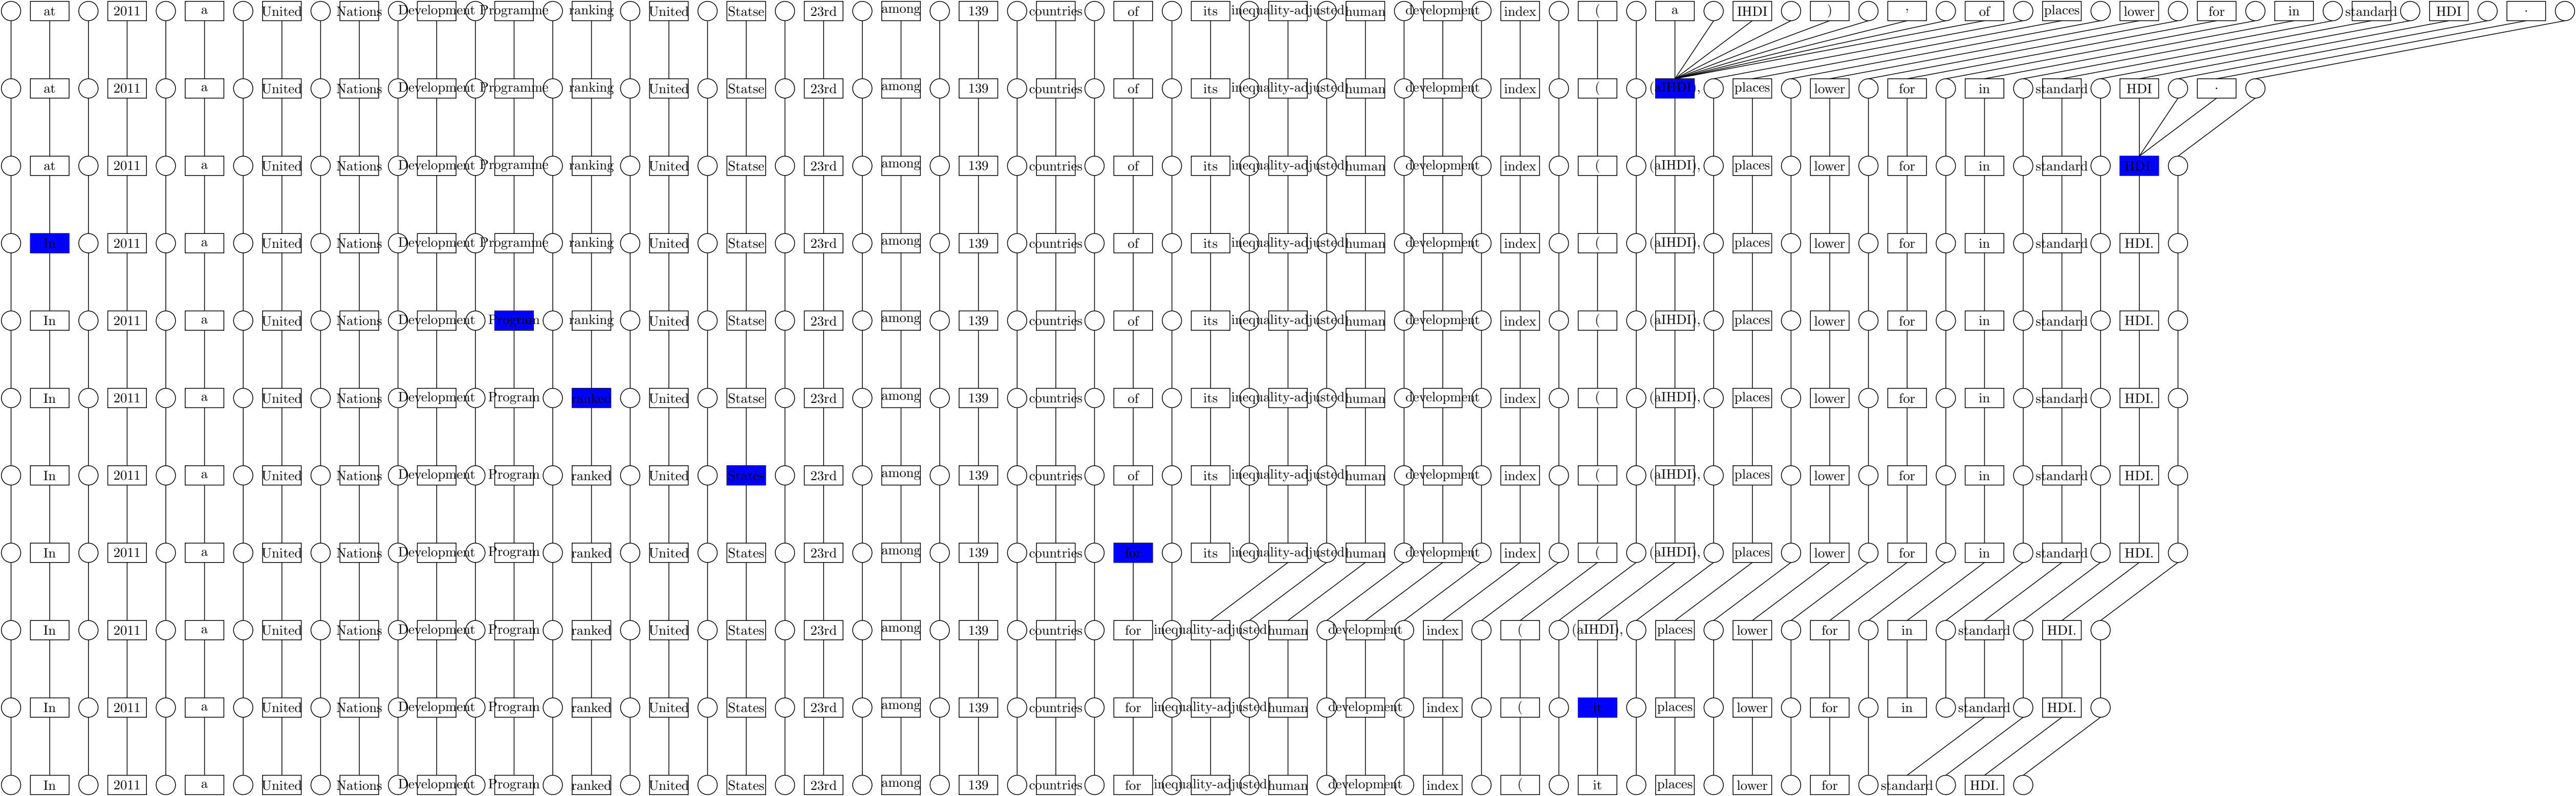 at 2011 a United Nations Development Programme ranking United Statse 23rd among 139 countries of its inequality-adjusted human development index ( a IHDI ) , of places lower for in standard HDI .
at 2011 a United Nations Development Programme ranking United Statse 23rd among 139 countries of its inequality-adjusted human development index ( (aIHDI), places lower for in standard HDI .
at 2011 a United Nations Development Programme ranking United Statse 23rd among 139 countries of its inequality-adjusted human development index ( (aIHDI), places lower for in standard HDI.
In 2011 a United Nations Development Programme ranking United Statse 23rd among 139 countries of its inequality-adjusted human development index ( (aIHDI), places lower for in standard HDI.
In 2011 a United Nations Development Program ranking United Statse 23rd among 139 countries of its inequality-adjusted human development index ( (aIHDI), places lower for in standard HDI.
In 2011 a United Nations Development Program ranked United Statse 23rd among 139 countries of its inequality-adjusted human development index ( (aIHDI), places lower for in standard HDI.
In 2011 a United Nations Development Program ranked United States 23rd among 139 countries of its inequality-adjusted human development index ( (aIHDI), places lower for in standard HDI.
In 2011 a United Nations Development Program ranked United States 23rd among 139 countries for its inequality-adjusted human development index ( (aIHDI), places lower for in standard HDI.
In 2011 a United Nations Development Program ranked United States 23rd among 139 countries for inequality-adjusted human development index ( (aIHDI), places lower for in standard HDI.
In 2011 a United Nations Development Program ranked United States 23rd among 139 countries for inequality-adjusted human development index ( it places lower for in standard HDI.
In 2011 a United Nations Development Program ranked United States 23rd among 139 countries for inequality-adjusted human development index ( it places lower for standard HDI.